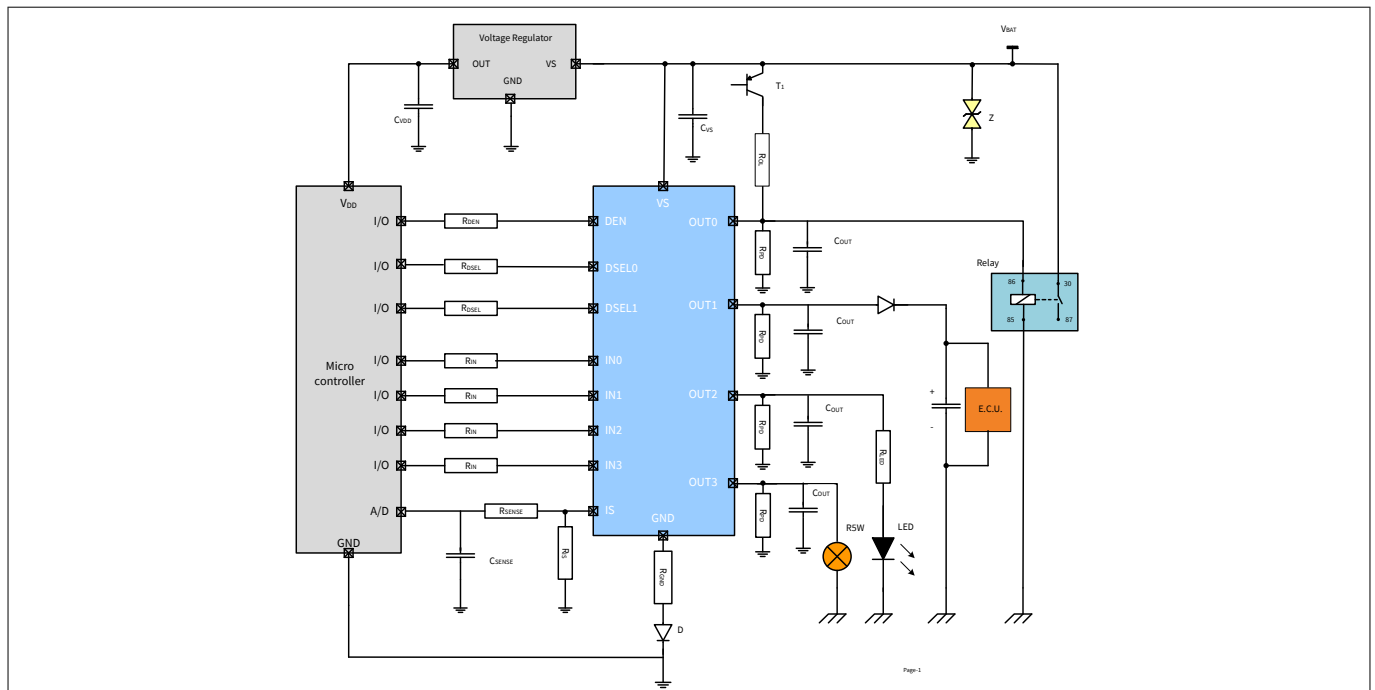 Voltage Regulator
OUT
VS
GND
VBAT
T1
CVDD
CVS
Z
ROL
VDD
VS
I/O
RDEN
DEN
OUT0
RPD
COUT
I/O
RDSEL
DSEL0
Relay
86
30
85
87
I/O
RDSEL
DSEL1
OUT1
RPD
COUT
Micro
controller
I/O
RIN
IN0
I/O
RIN
IN1
OUT2
RPD
COUT
+
-
E.C.U.
I/O
RIN
IN2
RLED
I/O
RIN
IN3
OUT3
RPD
COUT
A/D
RSENSE
IS
GND
R5W
LED
GND
CSENSE
RIS
RGND
D
Page-1